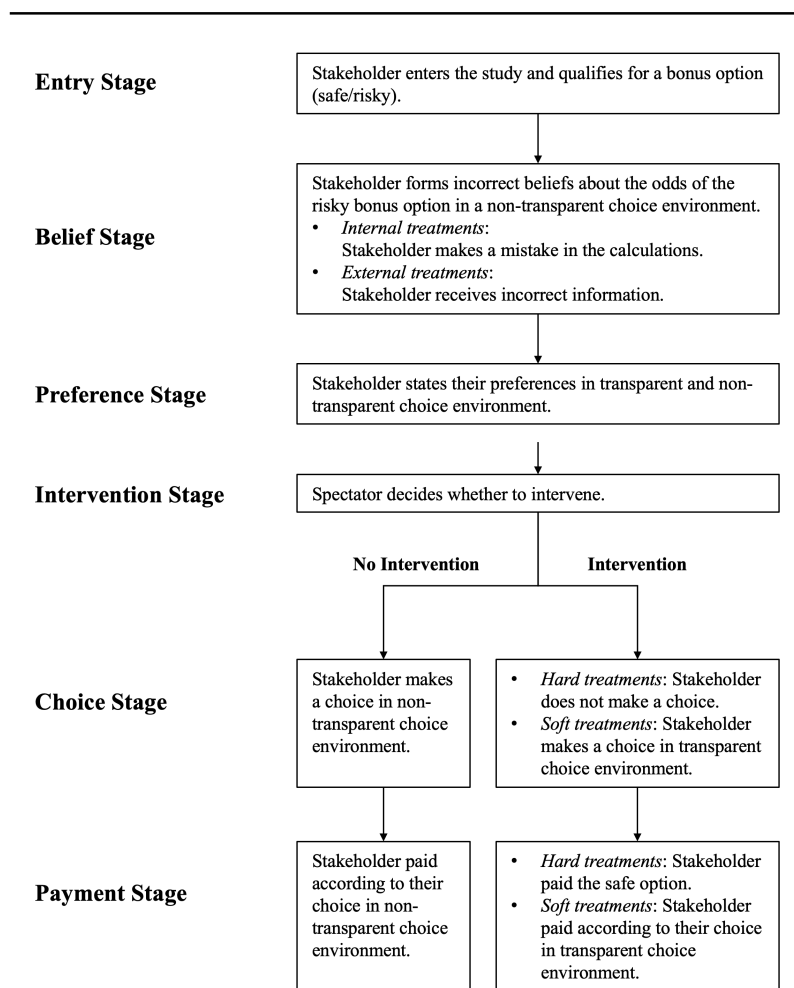 Entry Stage
Stakeholder enters the study and qualifies for a bonus option
(safe/risky).
Belief Stage
Stakeholder forms incorrect beliefs about the odds of the
risky bonus option in a non-transparent choice environment.
• Internal treatments:
Stakeholder makes a mistake in the calculations.
• External treatments:
Stakeholder receives incorrect information.
Preference Stage
Stakeholder states their preferences in transparent and non-
transparent choice environment.
Intervention Stage
Spectator decides whether to intervene.
No Intervention
Intervention
Choice Stage
Stakeholder makes
a choice in non-
transparent choice
environment.
• Hard treatments: Stakeholder
does not make a choice.
• Soft treatments: Stakeholder
makes a choice in transparent
choice environment.
Payment Stage
Stakeholder paid
according to their
choice in non-
transparent choice
environment.
• Hard treatments: Stakeholder
paid the safe option.
• Soft treatments: Stakeholder
paid according to their choice
in transparent choice
environment.